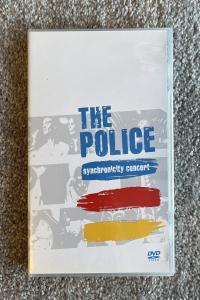 THE
POLICE
synchronicity concert
DVD